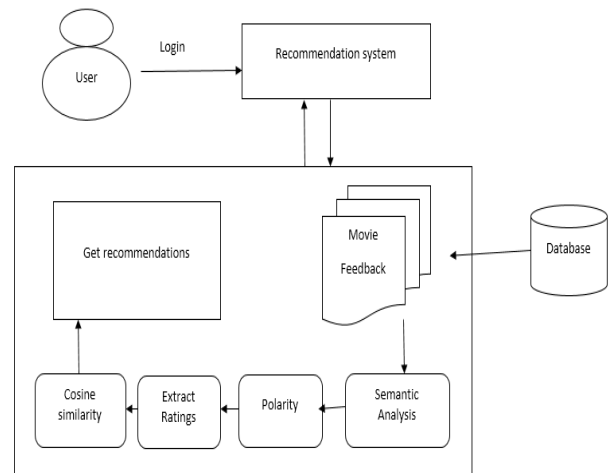 Login
User
Recommendation system
Get recommendations
Movie
Feedback
Database
Cosine
similarity
Extract
Ratings
Polarity
Semantic
Analysis